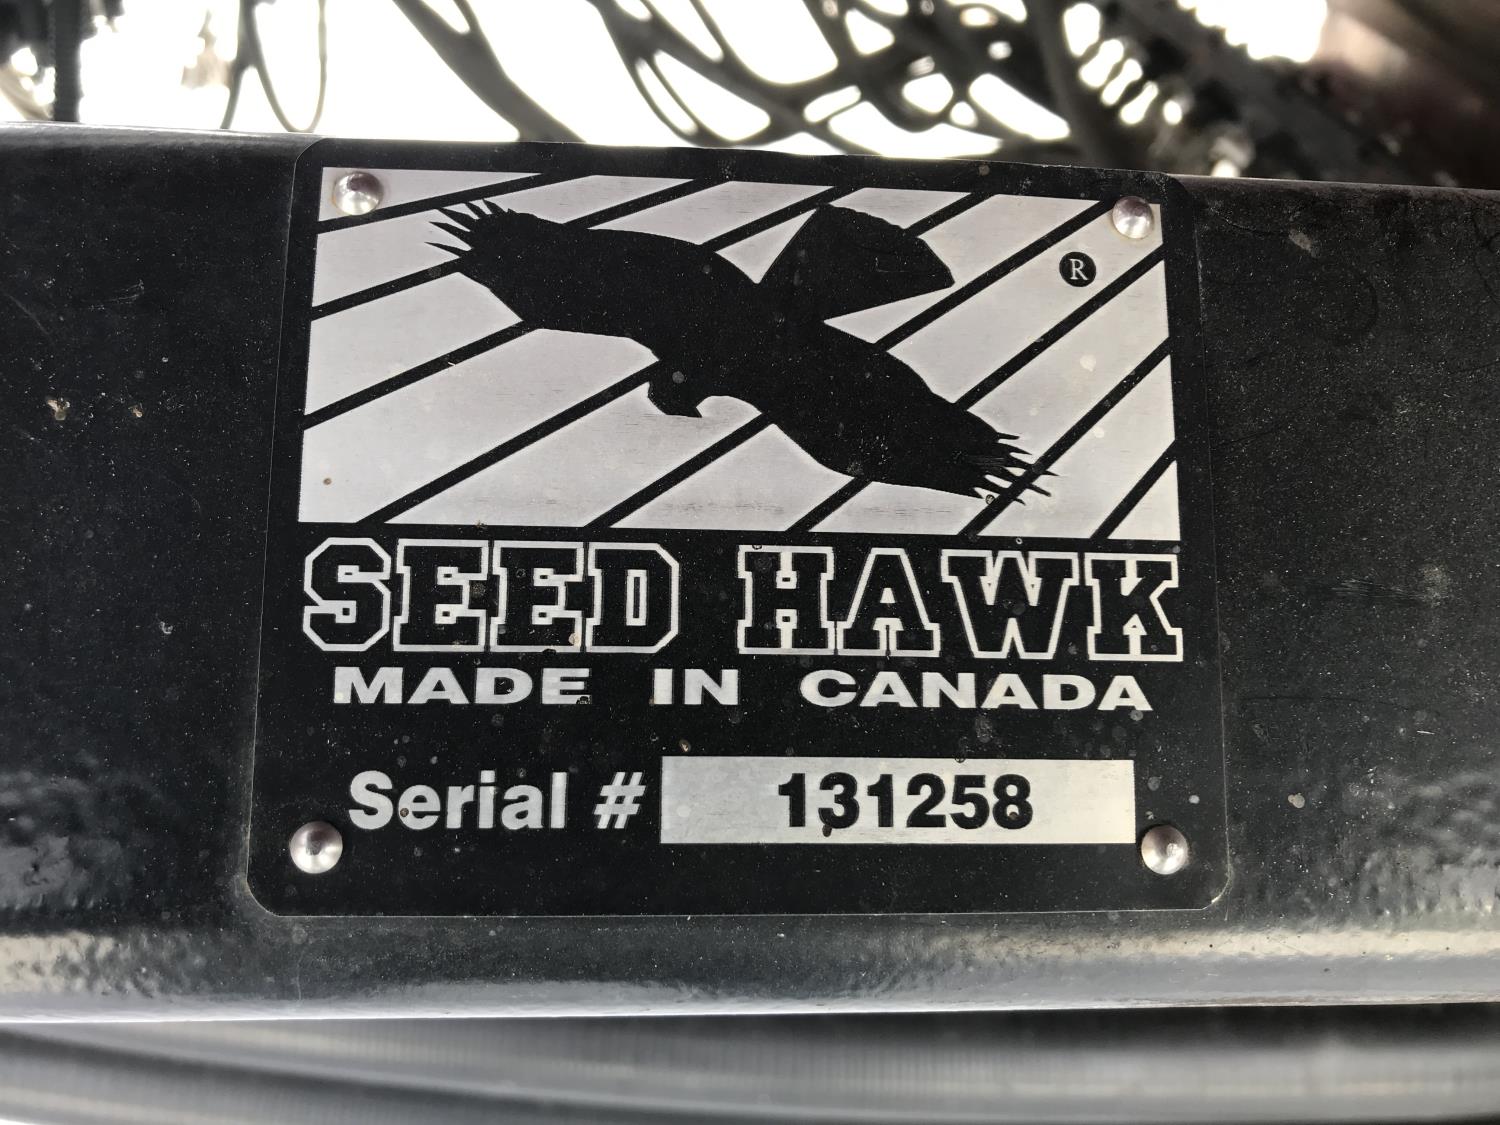 ®
SEED HAWK
MADE IN CANADA
Serial # 131258